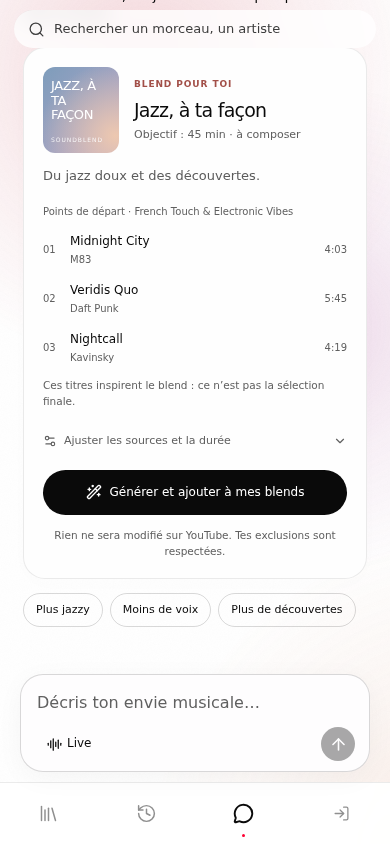 Rechercher un morceau, un artiste
JAZZ, À
TA
FAÇON
SOUNDBLEND
BLEND POUR TOI
Jazz, à ta façon
Objectif : 45 min · à composer
Du jazz doux et des découvertes.
Points de départ · French Touch & Electronic Vibes
01 Midnight City 4:03
M83
02 Veridis Quo 5:45
Daft Punk
03 Nightcall 4:19
Kavinsky
Ces titres inspirent le blend : ce n’est pas la sélection
finale.
Ajuster les sources et la durée
Générer et ajouter à mes blends
Rien ne sera modifié sur YouTube. Tes exclusions sont
respectées.
Plus jazzy Moins de voix Plus de découvertes
Décris ton envie musicale…
Live